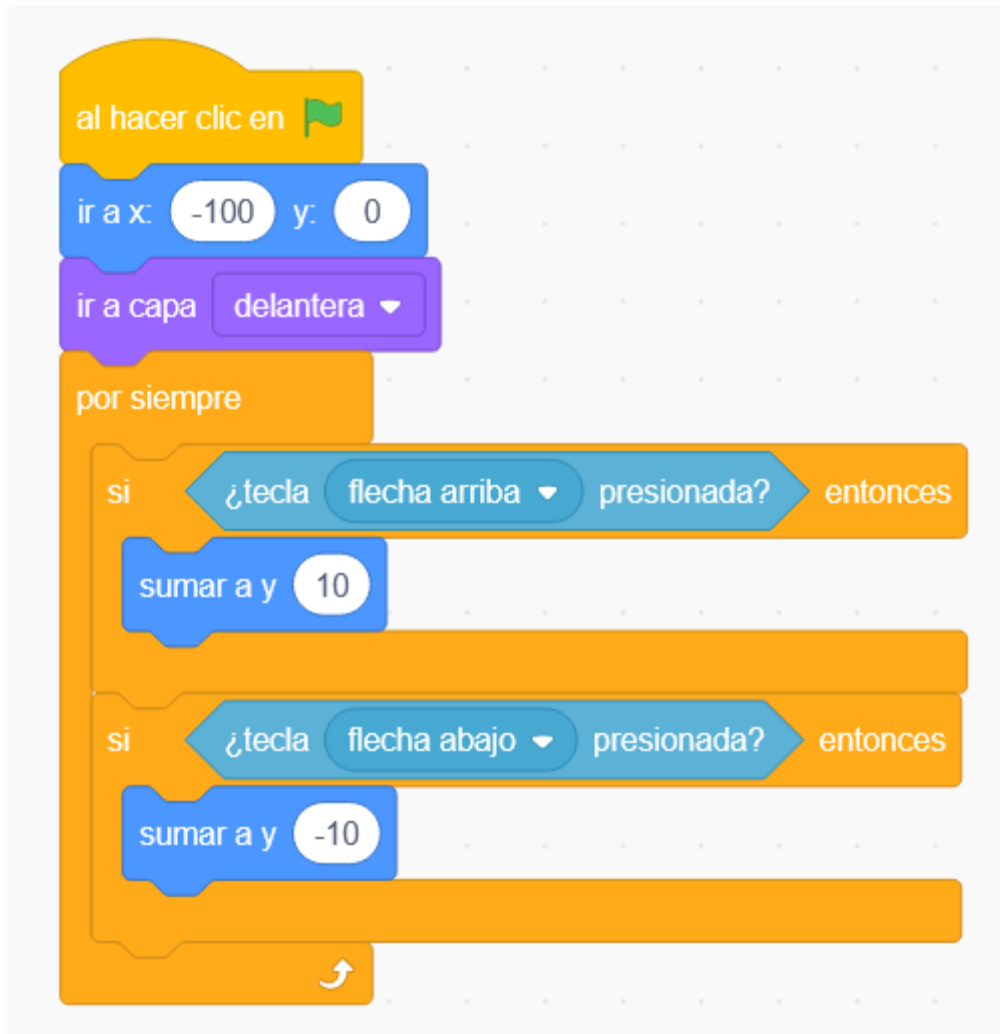 al hacer clic en
ir a x: -100 y: 0
ir a capa delantera
por siempre
si ¿tecla flecha arriba presionada? entonces
sumar a y 10
si ¿tecla flecha abajo presionada? entonces
sumar a y -10